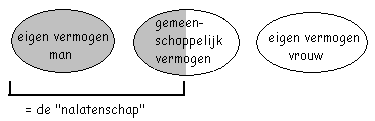 eigen vermogen
man
gemeen-
schappelijk
vermogen
eigen vermogen
vrouw
= de "nalatenschap"